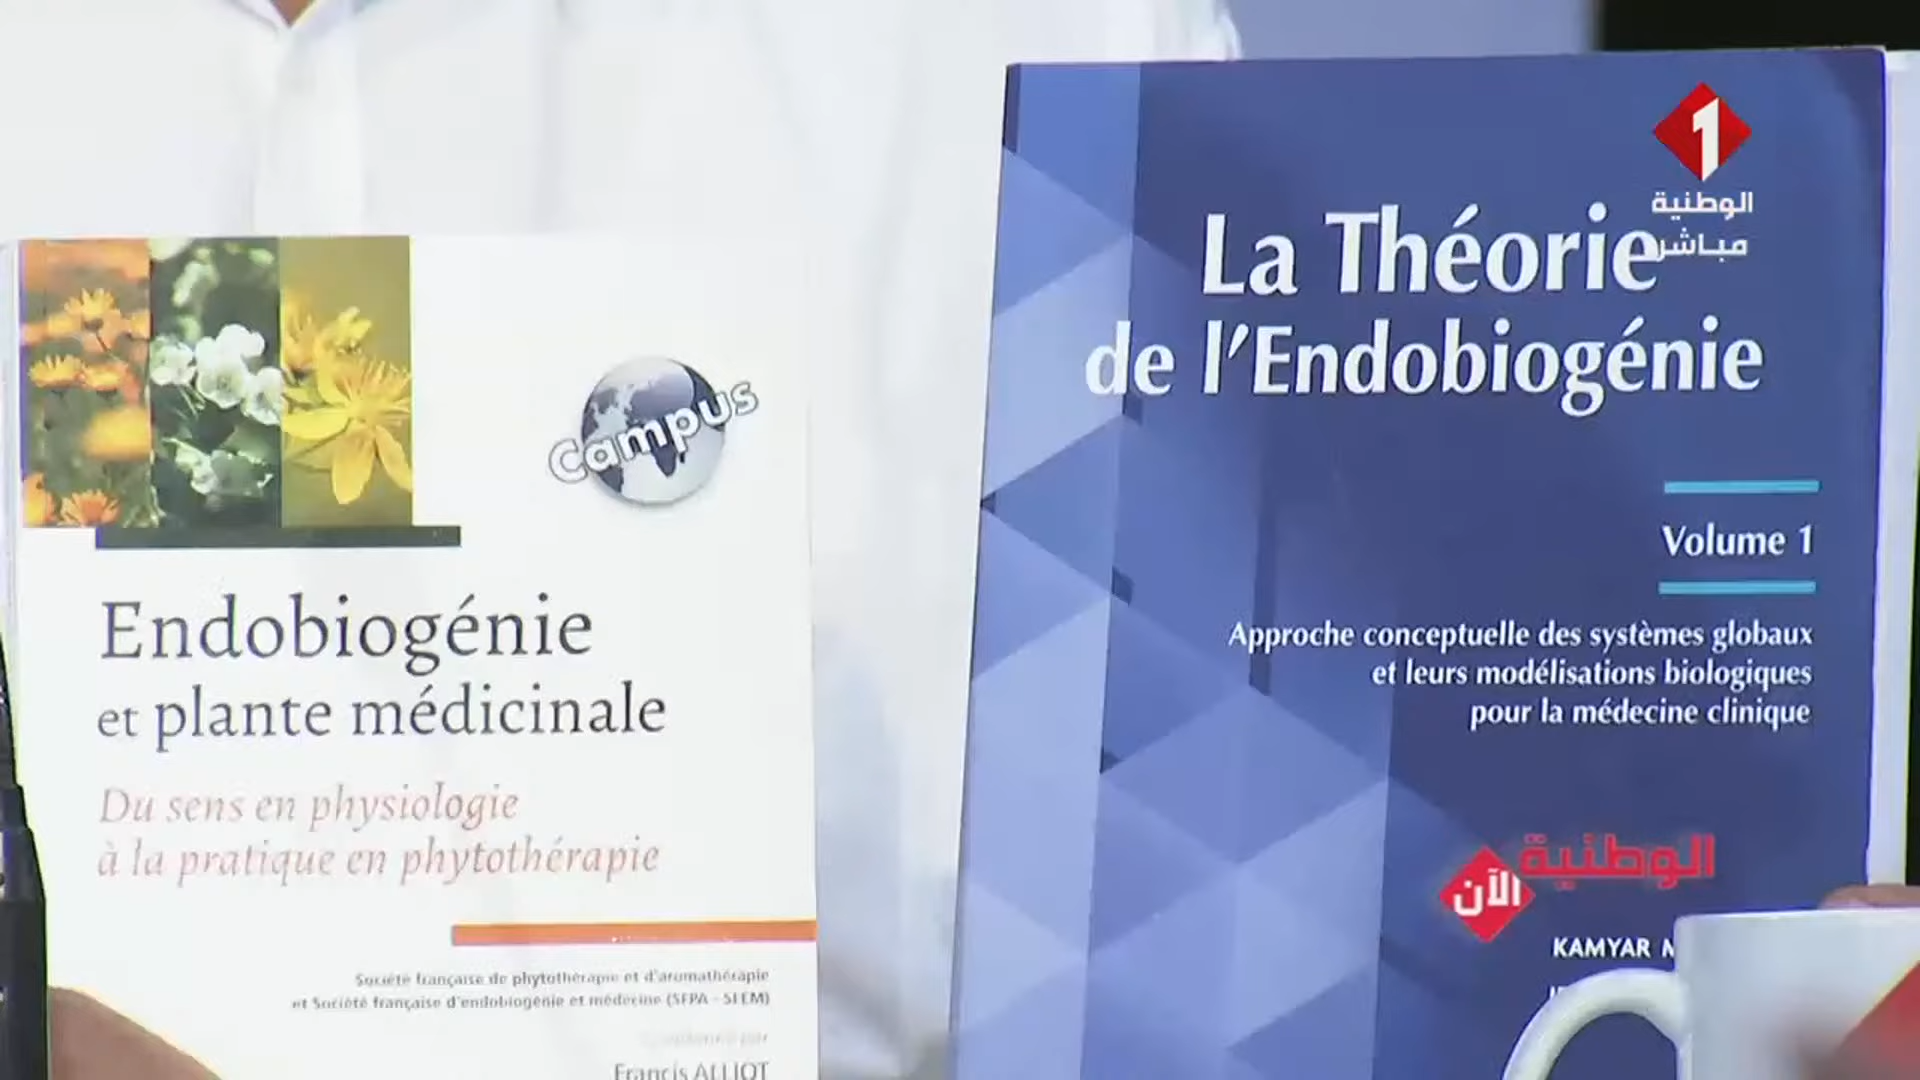 Campus
Endobiogénie
et plante médicinale
Du sens en physiologie
à la pratique en phytothérapie
Société française de phytothérapie et d'aromathérapie
et Société française d'endobiogénie et médecine (SFPA - SFEM)
Francis ALLIOT
1
الوطنية
مباشر
La Théorie
de l'Endobiogénie
Volume 1
Approche conceptuelle des systèmes globaux
et leurs modélisations biologiques
pour la médecine clinique
الوطنية
الآن
KAMYAR